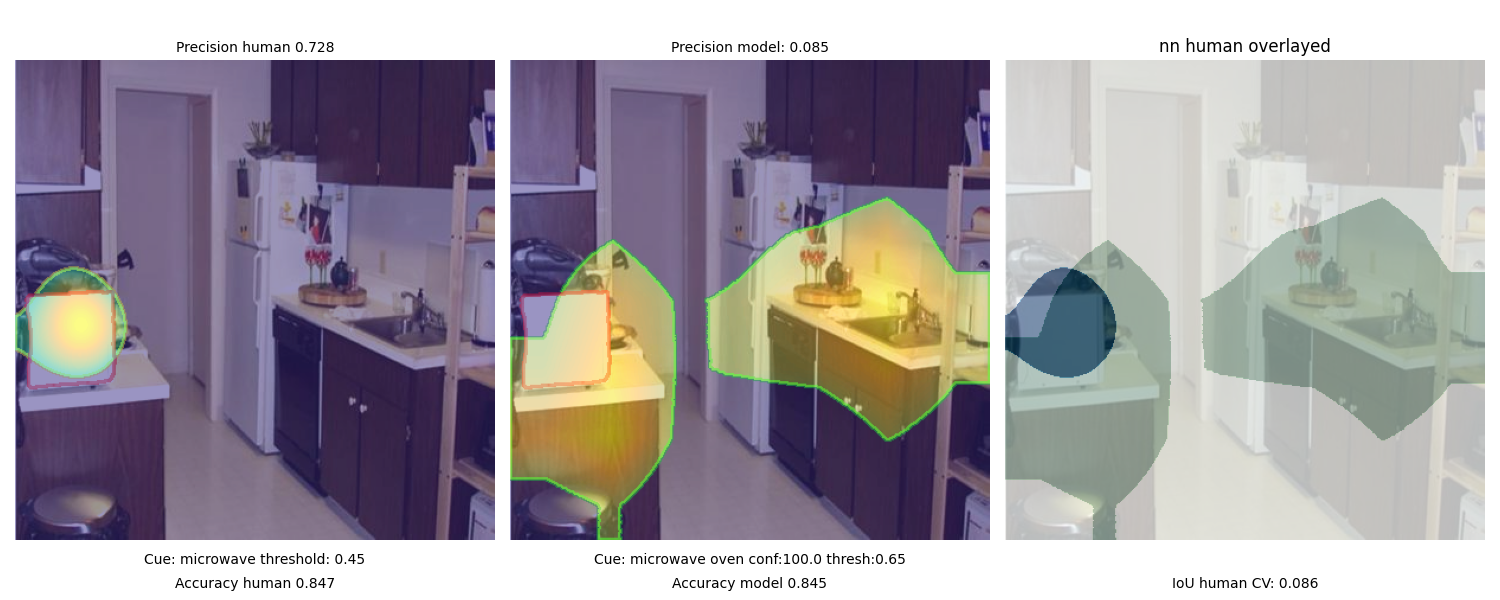 Precision human 0.728
Precision model: 0.085
nn human overlayed
Cue: microwave threshold: 0.45
Accuracy human 0.847
Cue: microwave oven conf:100.0 thresh:0.65
Accuracy model 0.845
IoU human CV: 0.086